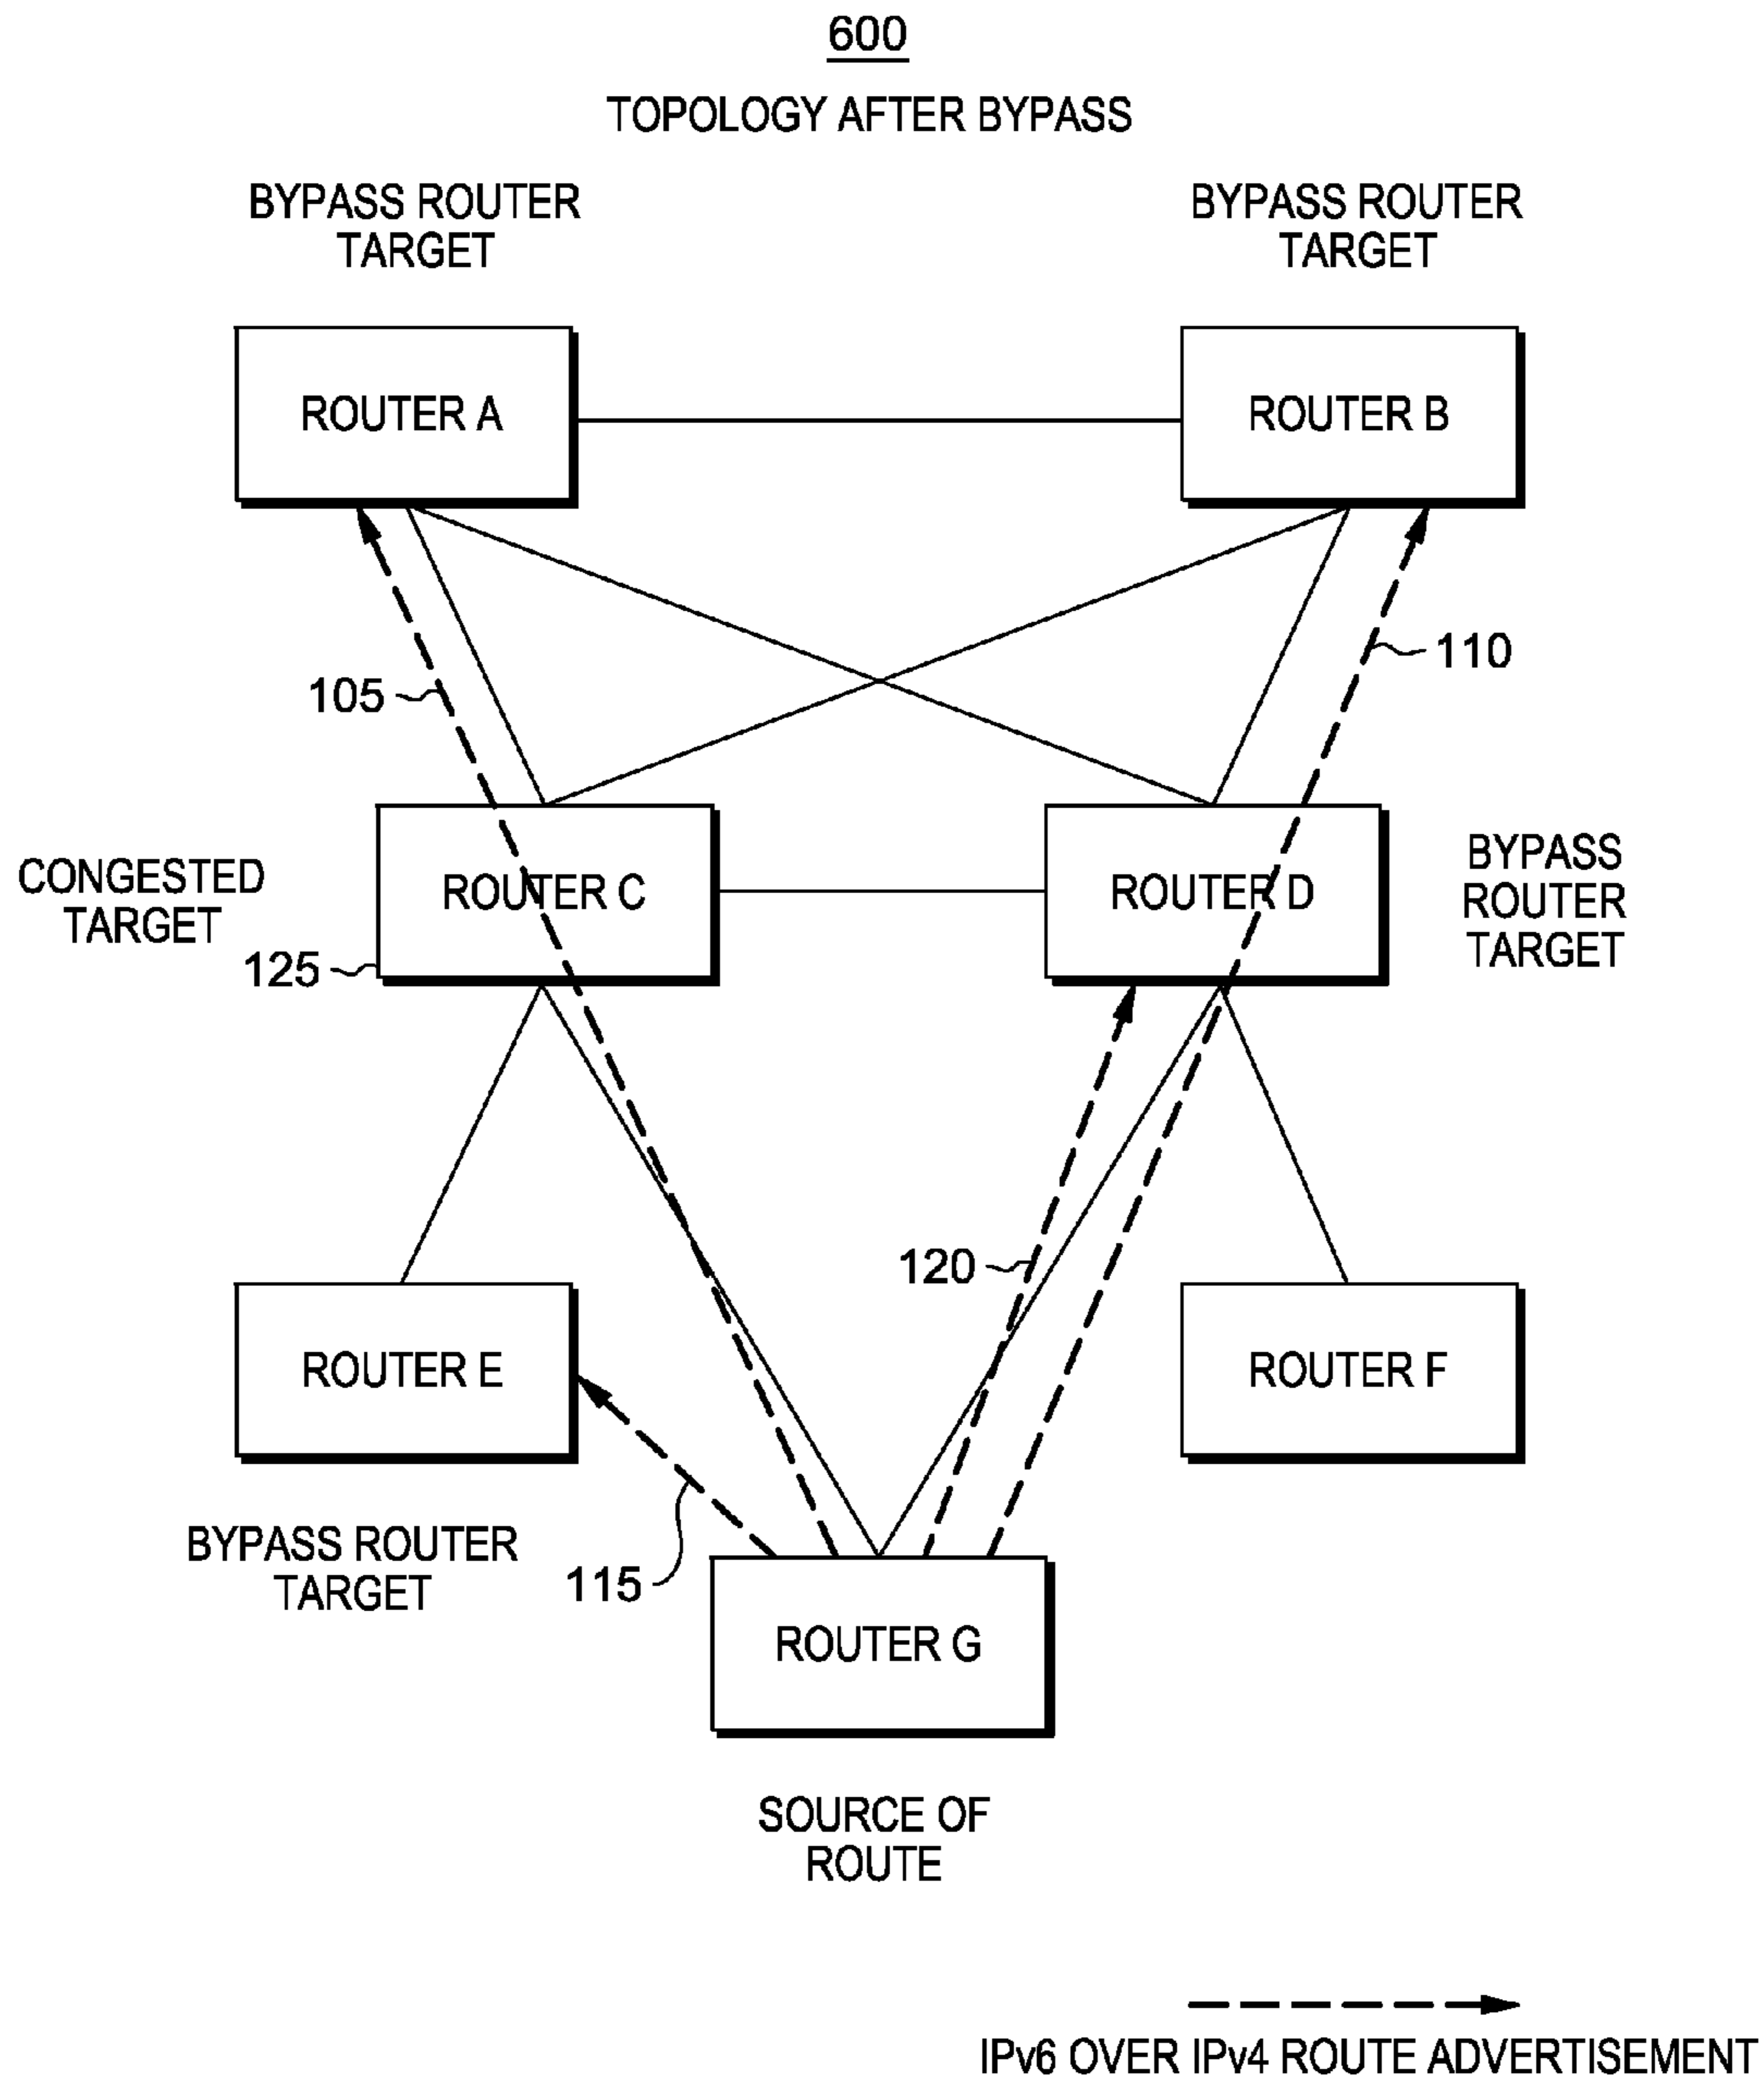 600
TOPOLOGY AFTER BYPASS
BYPASS ROUTER
TARGET
BYPASS ROUTER
TARGET
ROUTER A
ROUTER B
105
110
CONGESTED
TARGET
125
ROUTER C
ROUTER D
BYPASS
ROUTER
TARGET
120
ROUTER E
ROUTER F
BYPASS ROUTER
TARGET
115
ROUTER G
SOURCE OF
ROUTE
IPv6 OVER IPv4 ROUTE ADVERTISEMENT